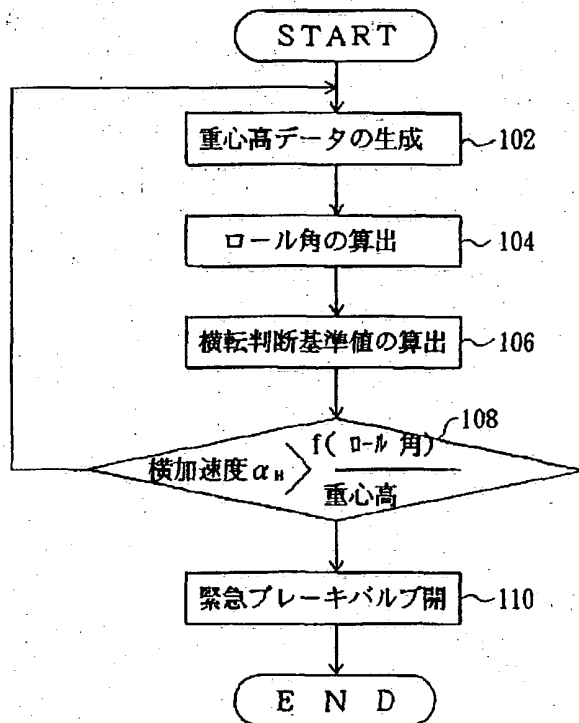 START
重心高データの生成 102
ロール角の算出 104
横転判断基準値の算出 106
108
横加速度 αH > f( ロール 角) / 重心高
緊急ブレーキバルブ開 110
E N D